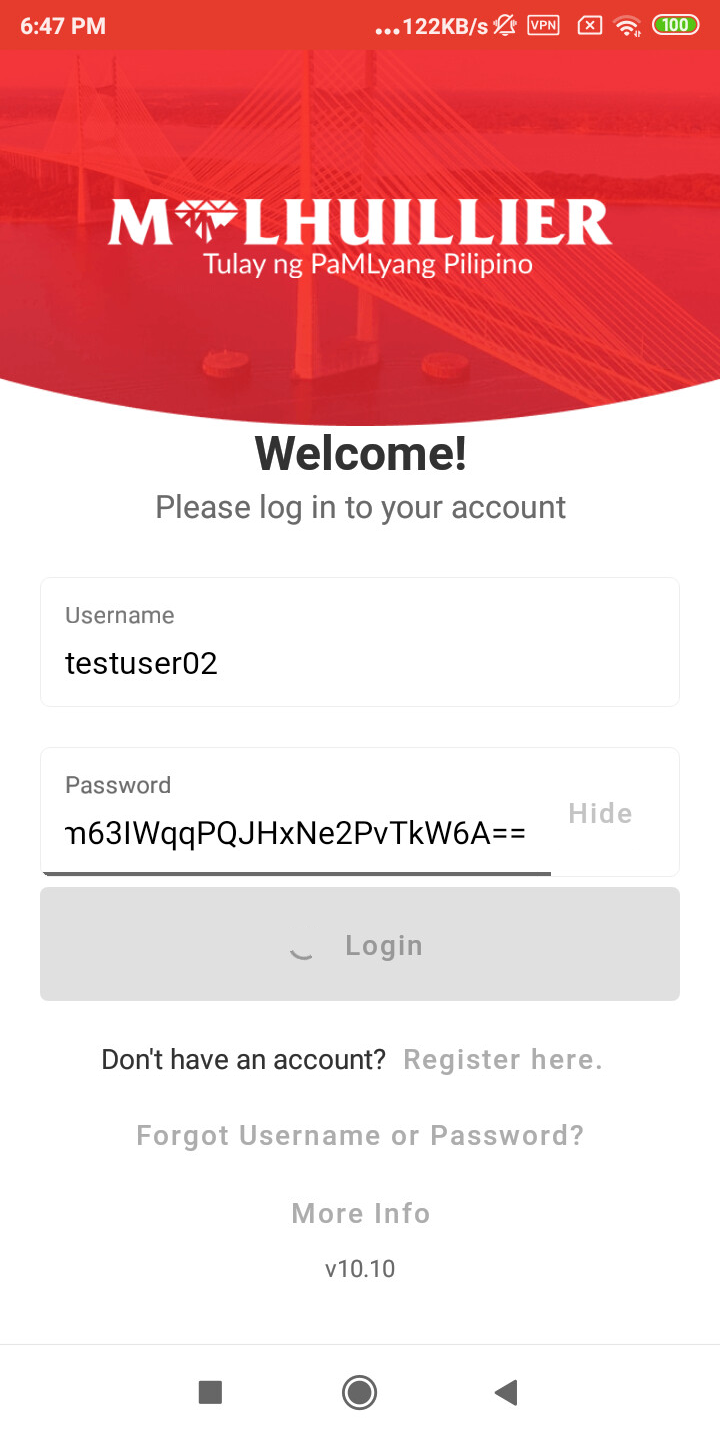 6:47 PM ...122KB/s VPN 100
M LHUILLIER
Tulay ng PaMLyang Pilipino
Welcome!
Please log in to your account
Username
testuser02
Password
m63IWqqPQJHxNe2PvTkW6A==
Hide
Login
Don't have an account? Register here.
Forgot Username or Password?
More Info
v10.10